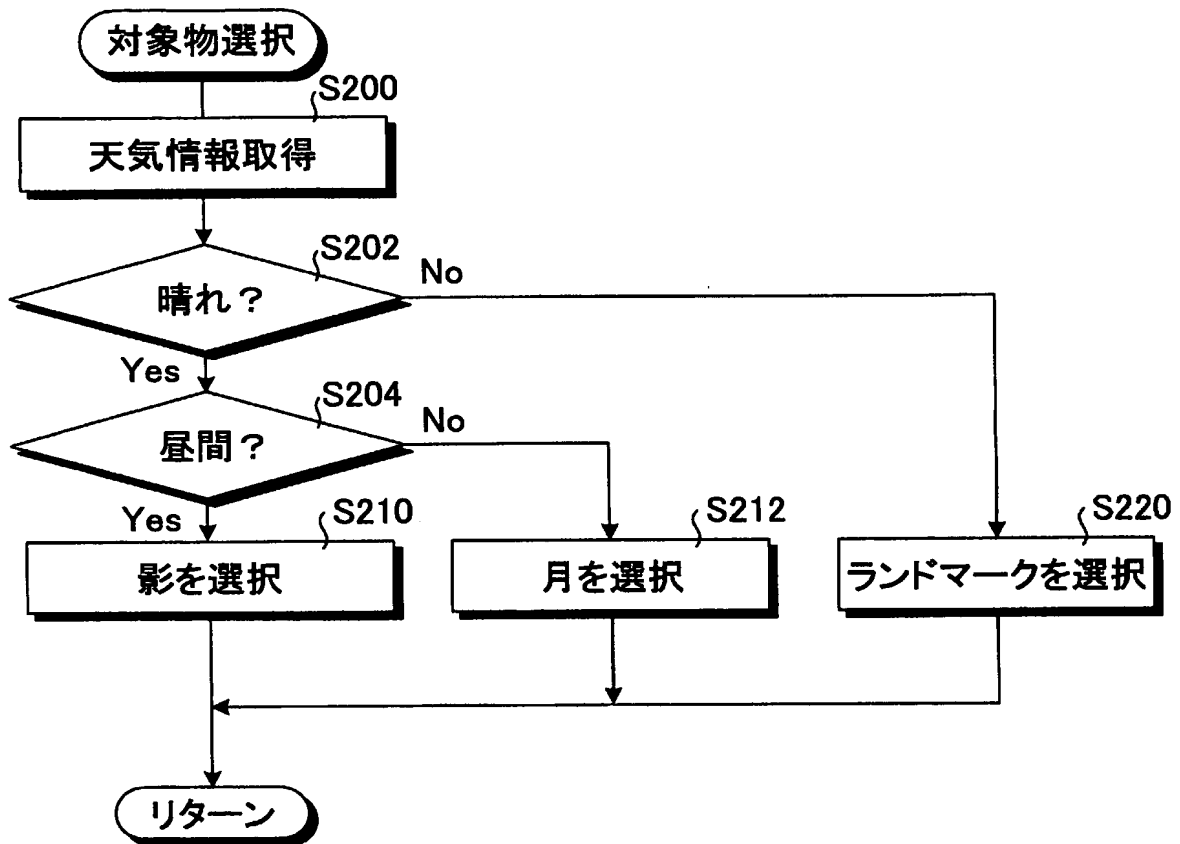 対象物選択
S200
天気情報取得
S202
晴れ？
No
Yes
S204
昼間？
No
Yes
S210
影を選択
S212
月を選択
S220
ランドマークを選択
リターン